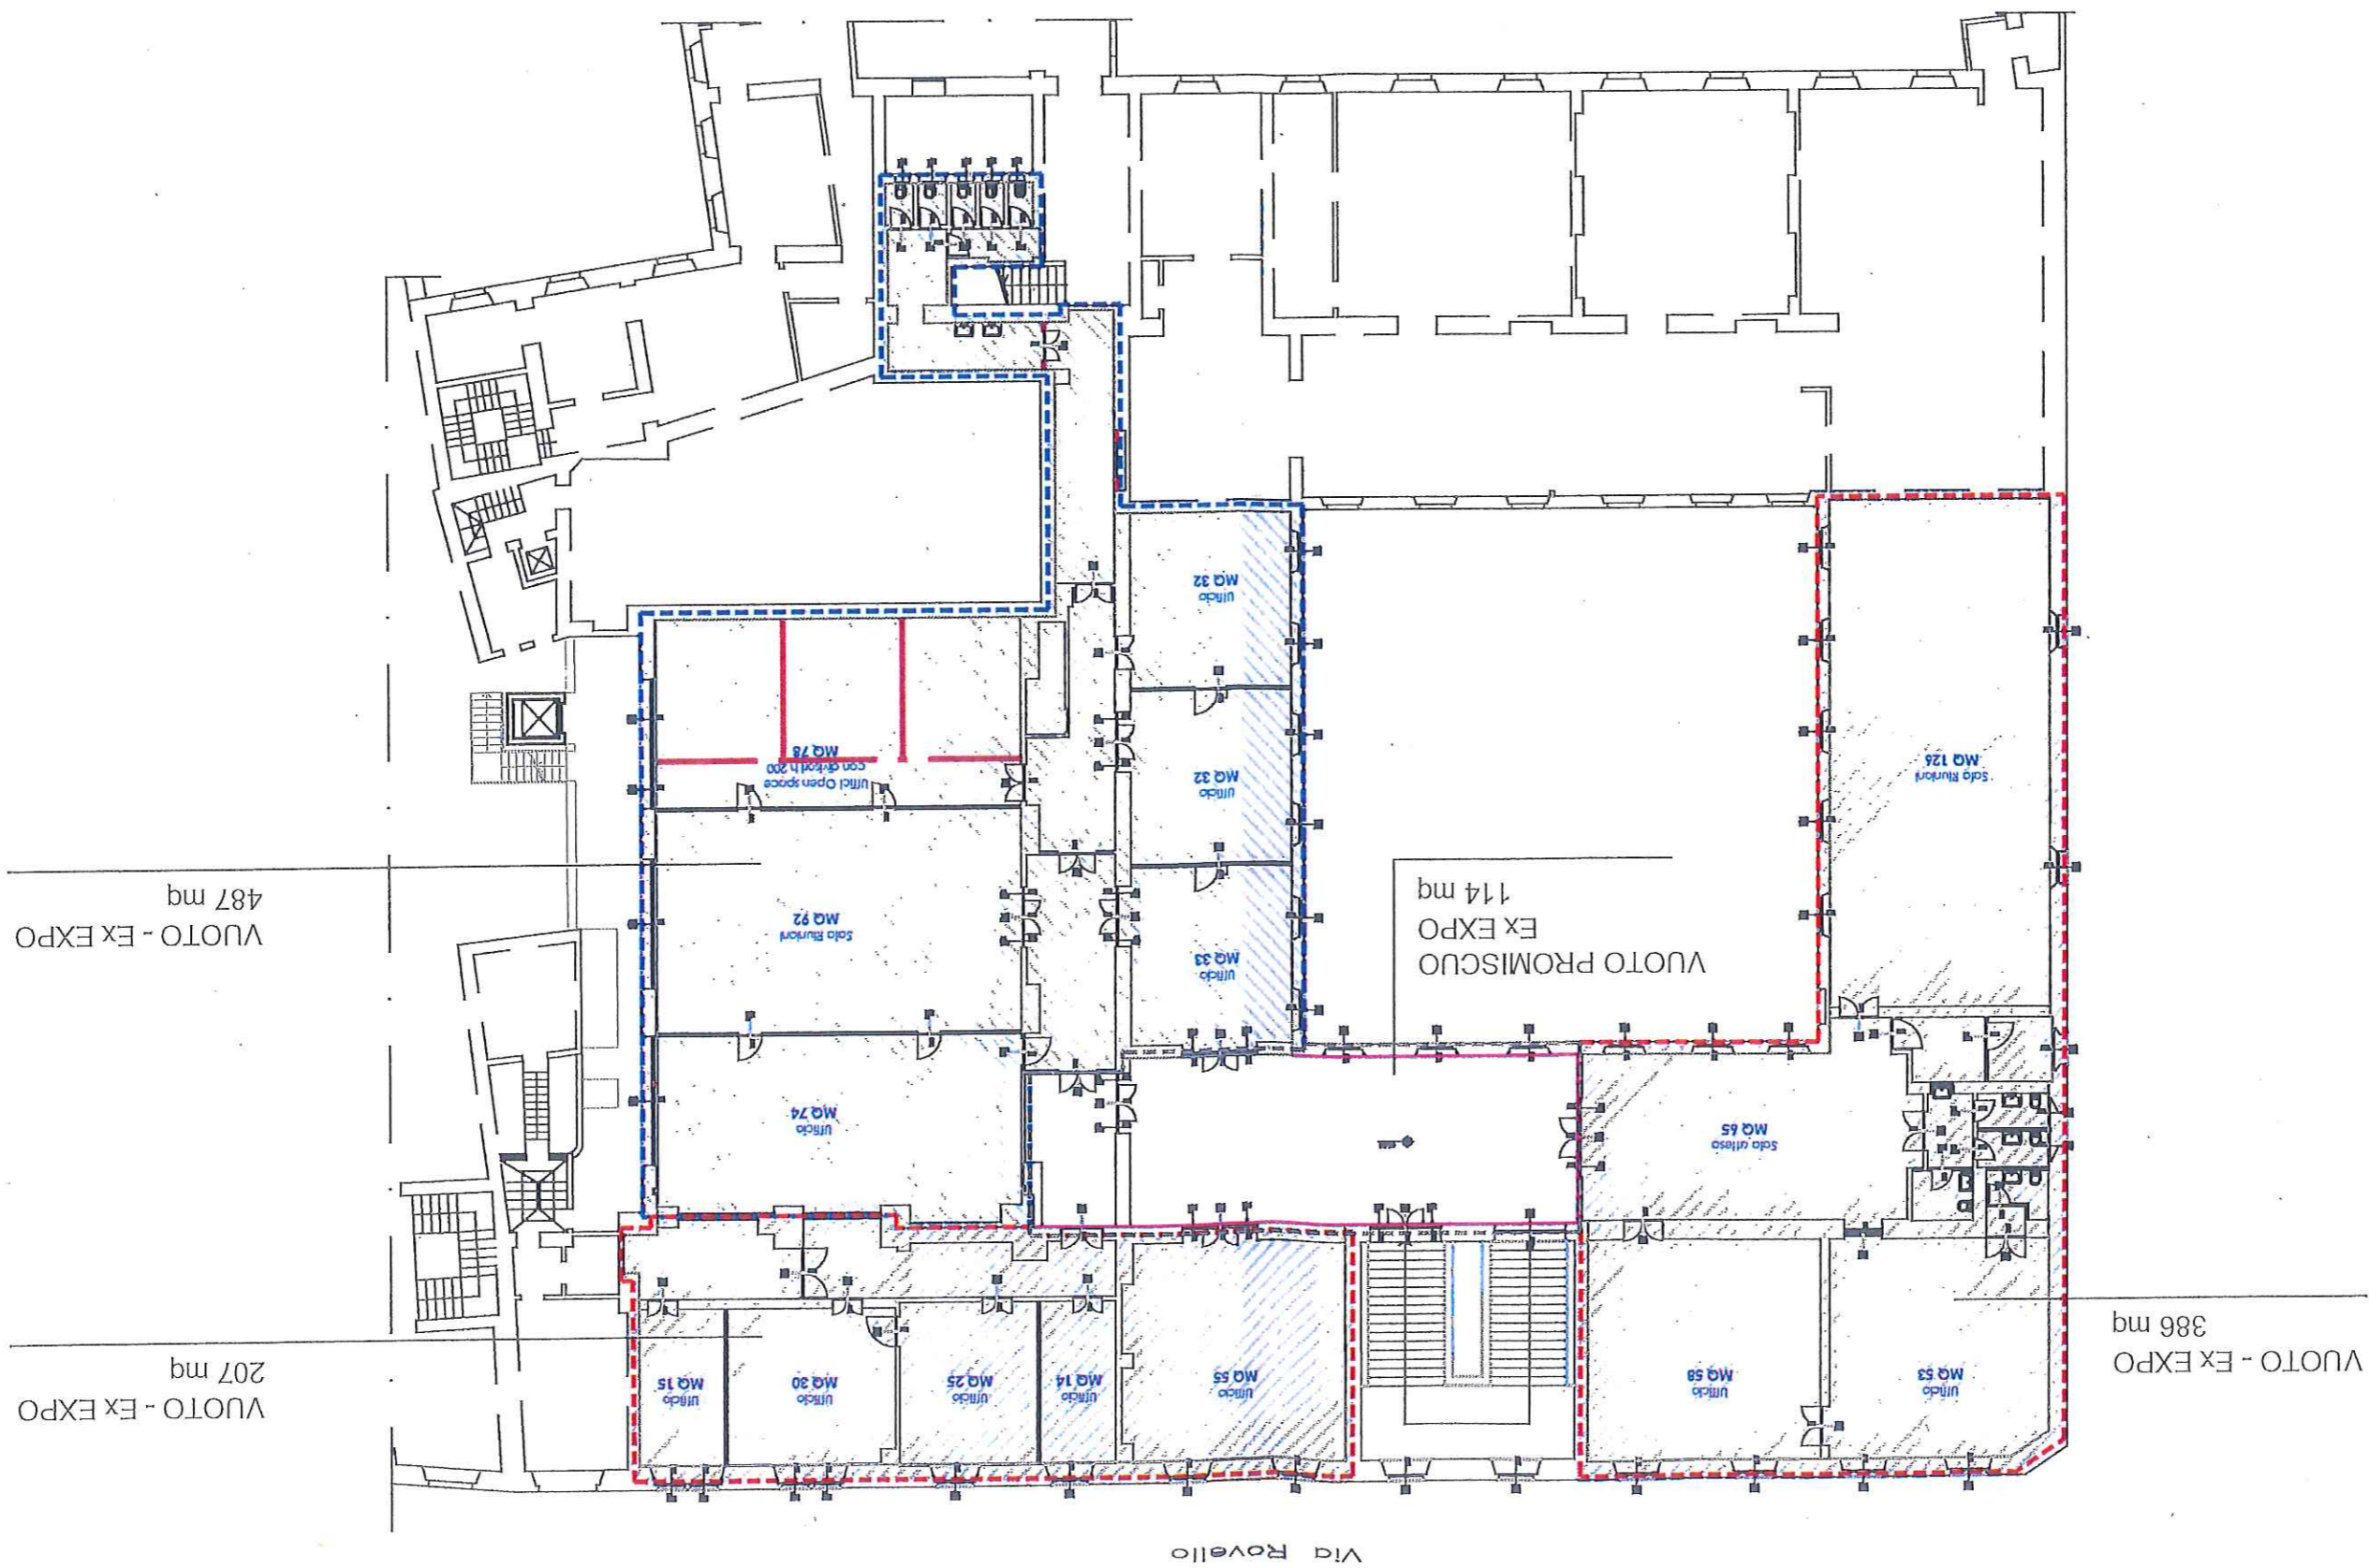 Via Rovello
VUOTO - Ex EXPO
386 mq
Ufficio
MQ 53
Ufficio
MQ 58
Ufficio
MQ 55
Ufficio
MQ 14
Ufficio
MQ 25
Ufficio
MQ 30
Ufficio
MQ 15
VUOTO - Ex EXPO
207 mq
Sala attesa
MQ 65
Ufficio
MQ 74
VUOTO PROMISCUO
Ex EXPO
114 mq
Ufficio
MQ 33
Sala Riunioni
MQ 92
VUOTO - Ex EXPO
487 mq
Sala Riunioni
MQ 126
Ufficio
MQ 32
Uffici Open space
con divisori h 200
MQ 78
Ufficio
MQ 32